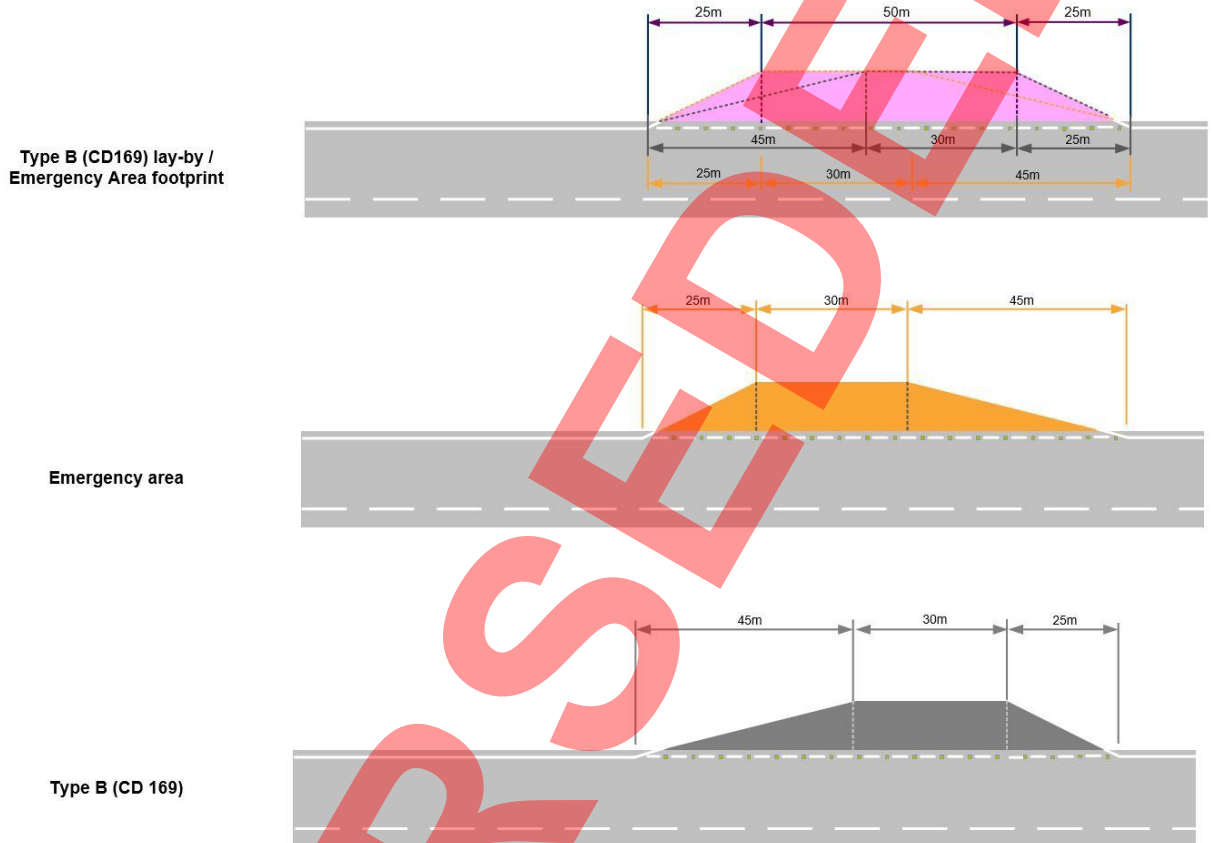 25m 50m 25m
Type B (CD169) lay-by /
Emergency Area footprint
45m 30m 25m
25m 30m 45m
25m 30m 45m
Emergency area
45m 30m 25m
Type B (CD 169)
RSEDE